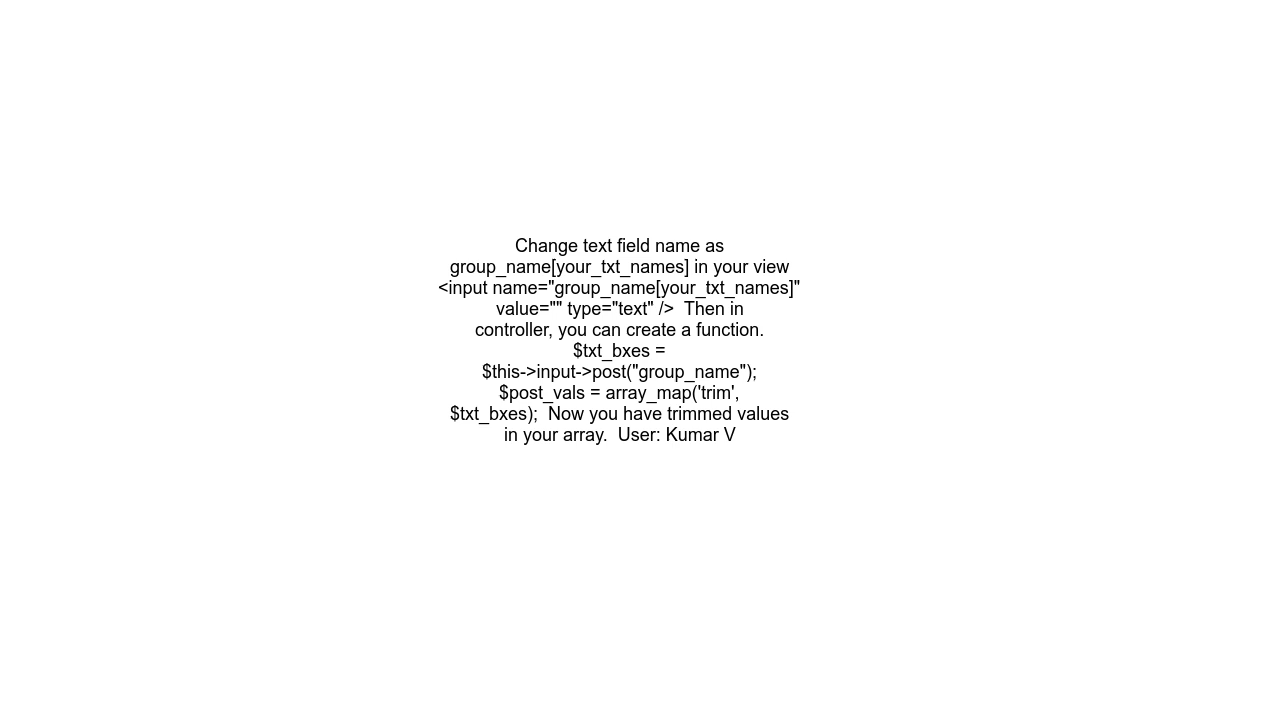 Change text field name as
group_name[your_txt_names] in your view
<input name="group_name[your_txt_names]"
value="" type="text" />  Then in
controller, you can create a function.
$txt_bxes =
$this->input->post("group_name");
$post_vals = array_map('trim',
$txt_bxes);  Now you have trimmed values
in your array.  User: Kumar V